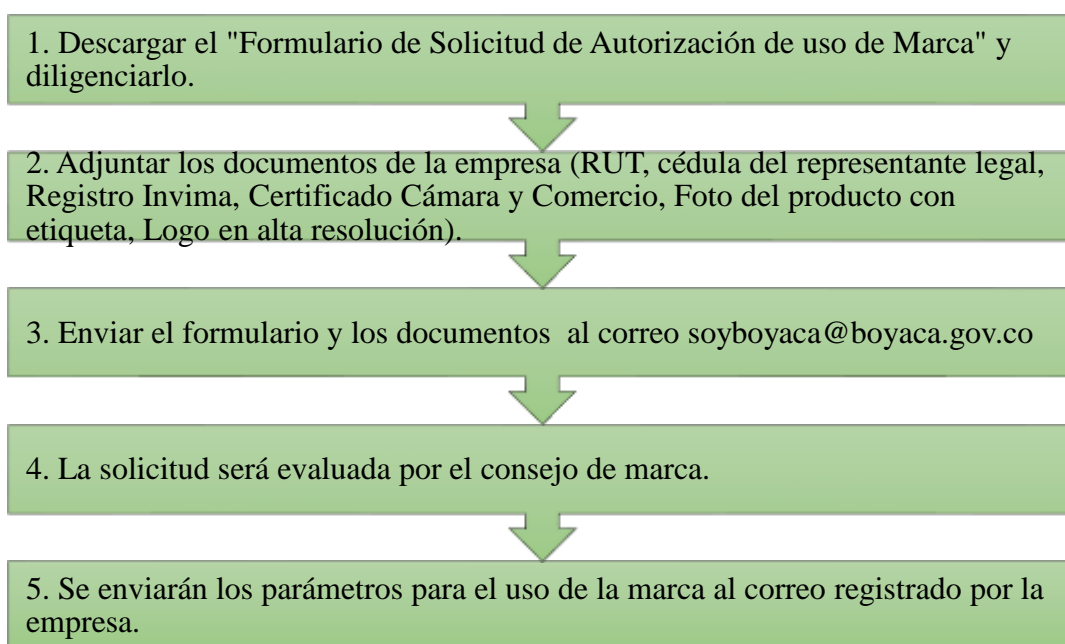 1. Descargar el "Formulario de Solicitud de Autorización de uso de Marca" y
diligenciarlo.
2. Adjuntar los documentos de la empresa (RUT, cédula del representante legal,
Registro Invima, Certificado Cámara y Comercio, Foto del producto con
etiqueta, Logo en alta resolución).
3. Enviar el formulario y los documentos  al correo soyboyaca@boyaca.gov.co
4. La solicitud será evaluada por el consejo de marca.
5. Se enviarán los parámetros para el uso de la marca al correo registrado por la
empresa.